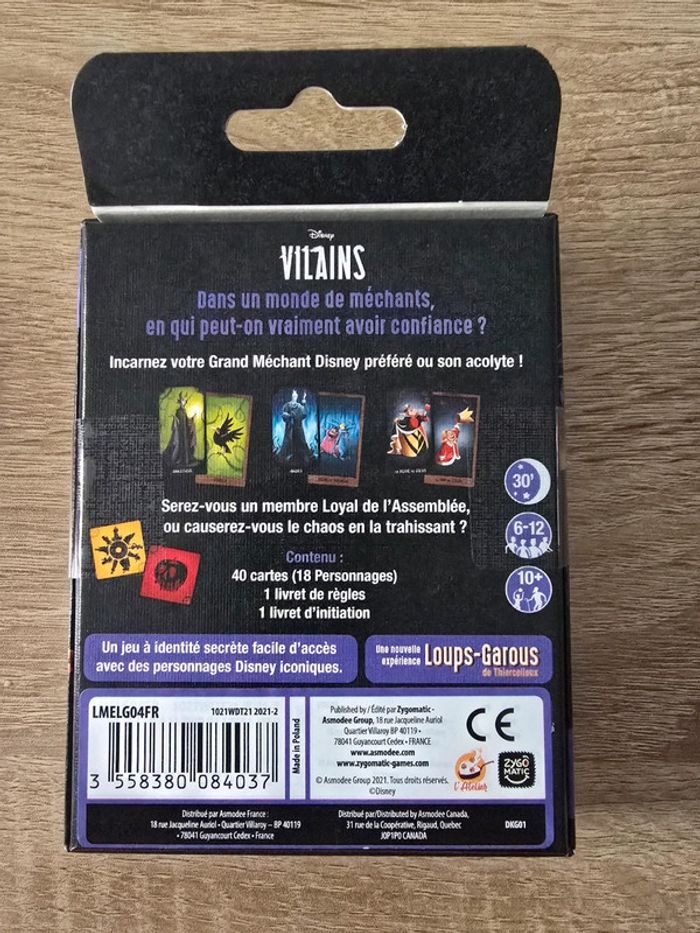 Disney
VILAINS
Dans un monde de méchants,
en qui peut-on vraiment avoir confiance ?
Incarnez votre Grand Méchant Disney préféré ou son acolyte !
Serez-vous un membre Loyal de l'Assemblée,
ou causerez-vous le chaos en la trahissant ?
30'
6-12
10+
Contenu :
40 cartes (18 Personnages)
1 livret de règles
1 livret d'initiation
Un jeu à identité secrète facile d'accès
avec des personnages Disney iconiques.
Une nouvelle
expérience
Loups-Garous
de Thiercelieux
LMELG04FR
1021WDT21 2021-2
3 558380 084037
Made in Poland
Published by / Édité par Zygomatic -
Asmodee Group, 18 rue Jacqueline Auriol
Quartier Villaroy BP 40119 •
78041 Guyancourt Cedex • FRANCE
www.asmodee.com
www.zygomatic-games.com
© Asmodee Group 2021. Tous droits réservés.
©Disney
CE
l'Atelier
ZYGO
MATIC
Distribué par Asmodee France :
18 rue Jacqueline Auriol • Quartier Villaroy – BP 40119
• 78041 Guyancourt Cedex • FRANCE
Distribué par/Distributed by Asmodee Canada,
31 rue de la Coopérative, Rigaud, Quebec
J0P1P0 CANADA
DKG01